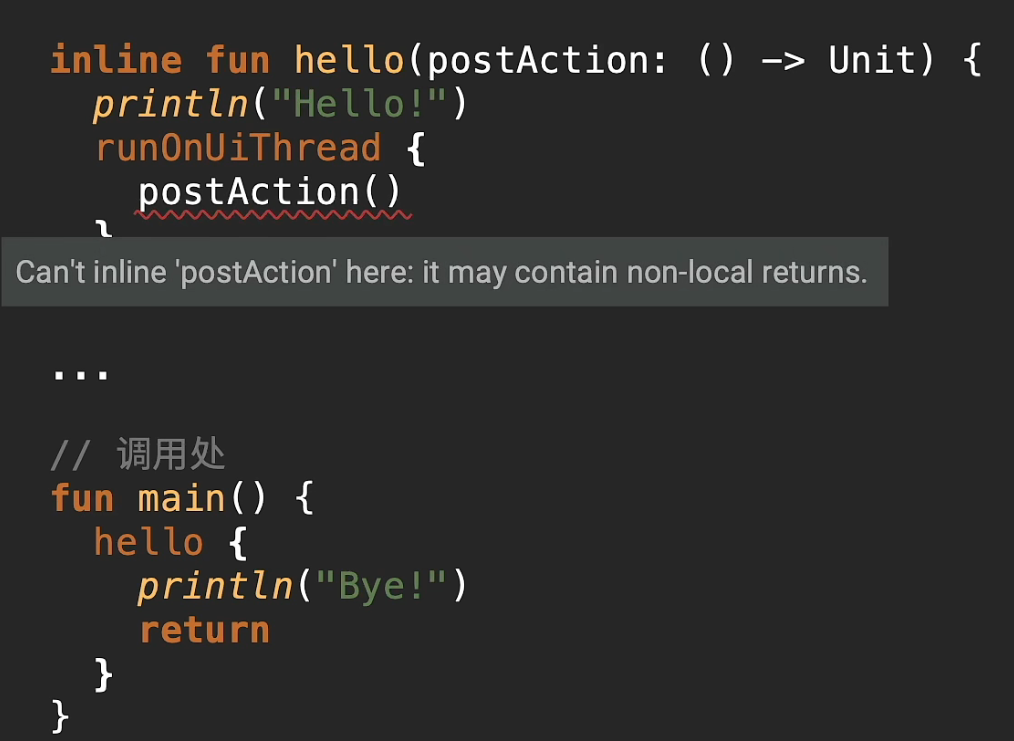 inline fun hello(postAction: () -> Unit) {
println("Hello!")
runOnUiThread {
postAction()
}
Can't inline 'postAction' here: it may contain non-local returns.
...
// 调用处
fun main() {
hello {
println("Bye!")
return
}
}